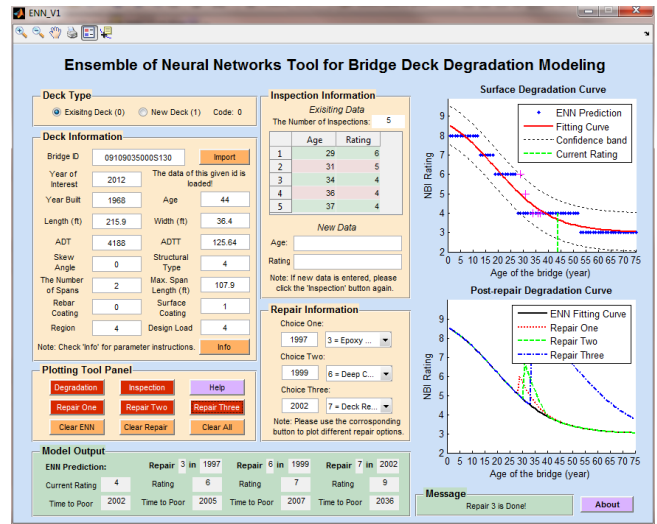 ENN_V1
Ensemble of Neural Networks Tool for Bridge Deck Degradation Modeling
Deck Type
Exisitng Deck (0) New Deck (1) Code: 0
Deck Information
Bridge ID 09109035000S130 Import
Year of Interest 2012 The data of this given id is loaded!
Year Built 1968 Age 44
Length (ft) 215.9 Width (ft) 36.4
ADT 4188 ADTT 125.64
Skew Angle 0 Structural Type 4
The Number of Spans 2 Max. Span Length (ft) 107.9
Rebar Coating 0 Surface Coating 1
Region 4 Design Load 4
Note: Check 'Info' for parameter instructions. Info
Plotting Tool Panel
Degradation Inspection Help
Repair One Repair Two Repair Three
Clear ENN Clear Repair Clear All
Inspection Information
Exisiting Data
The Number of Inspections: 5
Age Rating
1 29 6
2 31 5
3 34 4
4 36 4
5 37 4
New Data
Age:
Rating
Note: If new data is entered, please
click the 'Inspection' button again.
Repair Information
Choice One:
1997 3 = Epoxy ...
Choice Two:
1999 6 = Deep C...
Choice Three:
2002 7 = Deck Re...
Note: Please use the corrsponding
button to plot different repair options.
Surface Degradation Curve
ENN Prediction
Fitting Curve
Confidence band
Current Rating
NBI Rating
9
8
7
6
5
4
3
2
0 5 10 15 20 25 30 35 40 45 50 55 60 65 70 75
Age of the bridge (year)
Post-repair Degradation Curve
ENN Fitting Curve
Repair One
Repair Two
Repair Three
NBI Rating
9
8
7
6
5
4
3
2
0 5 10 15 20 25 30 35 40 45 50 55 60 65 70 75
Age of the bridge (year)
Model Output
ENN Prediction: Repair 3 in 1997 Repair 6 in 1999 Repair 7 in 2002
Current Rating 4 Rating 6 Rating 7 Rating 9
Time to Poor 2002 Time to Poor 2005 Time to Poor 2007 Time to Poor 2036
Message
Repair 3 is Done!
About